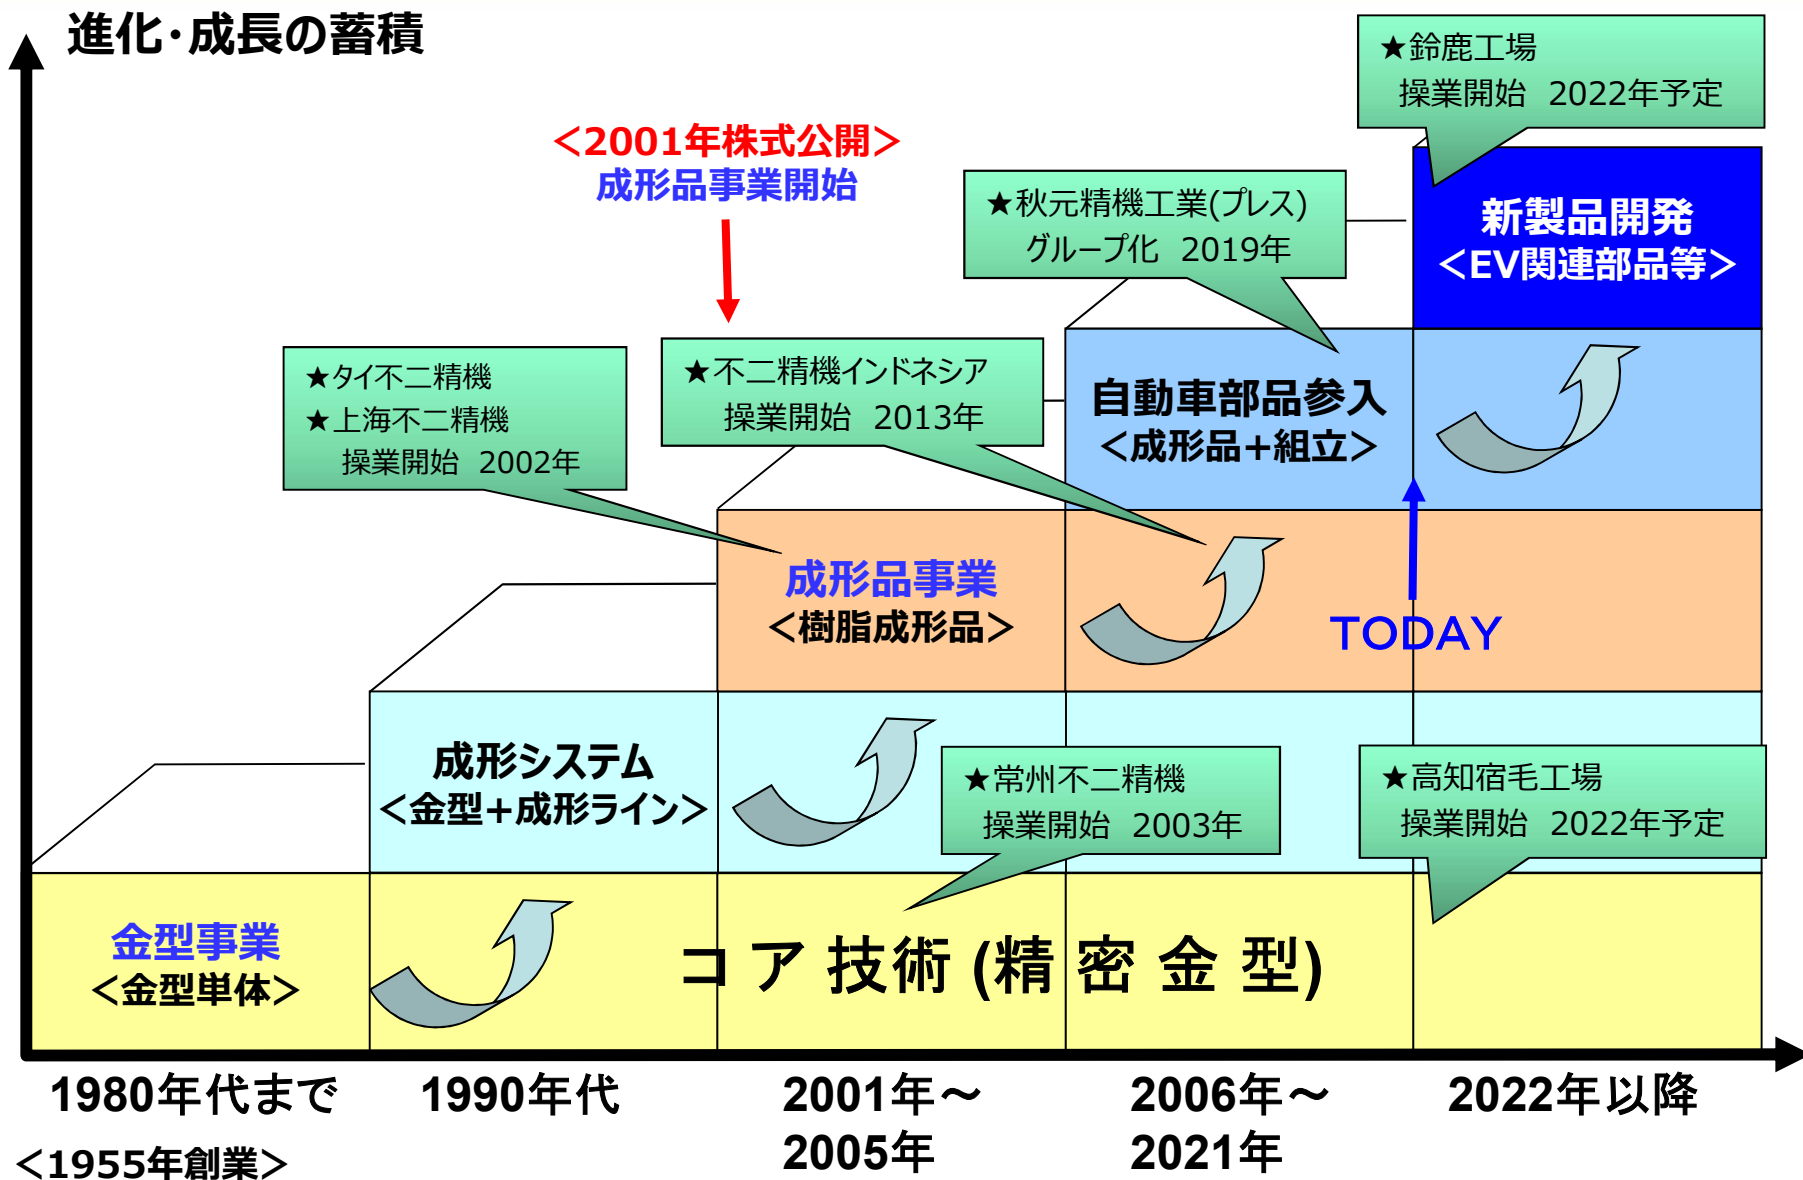 進化・成長の蓄積
★鈴鹿工場
操業開始 2022年予定
<2001年株式公開>
成形品事業開始
★秋元精機工業(プレス)
グループ化 2019年
新製品開発
<EV関連部品等>
★タイ不二精機
★上海不二精機
操業開始 2002年
★不二精機インドネシア
操業開始 2013年
自動車部品参入
<成形品+組立>
成形品事業
<樹脂成形品>
TODAY
成形システム
<金型+成形ライン>
★常州不二精機
操業開始 2003年
★高知宿毛工場
操業開始 2022年予定
金型事業
<金型単体>
コア技術(精密金型)
1980年代まで
1990年代
2001年~
2005年
2006年~
2021年
2022年以降
<1955年創業>